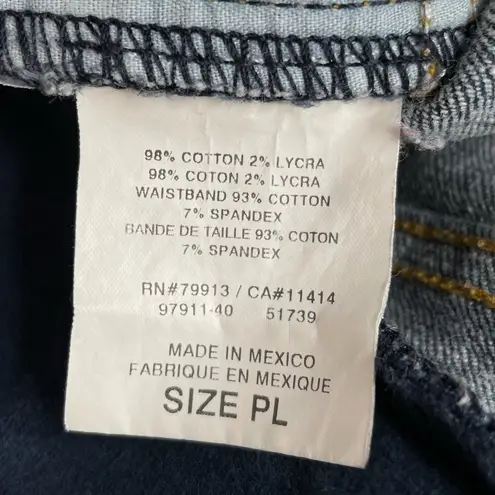 98% COTTON 2% LYCRA
98% COTON 2% LYCRA
WAISTBAND 93% COTTON
7% SPANDEX
BANDE DE TAILLE 93% COTON
7% SPANDEX
RN#79913 / CA#11414
97911-40 51739
MADE IN MEXICO
FABRIQUE EN MEXIQUE
SIZE PL